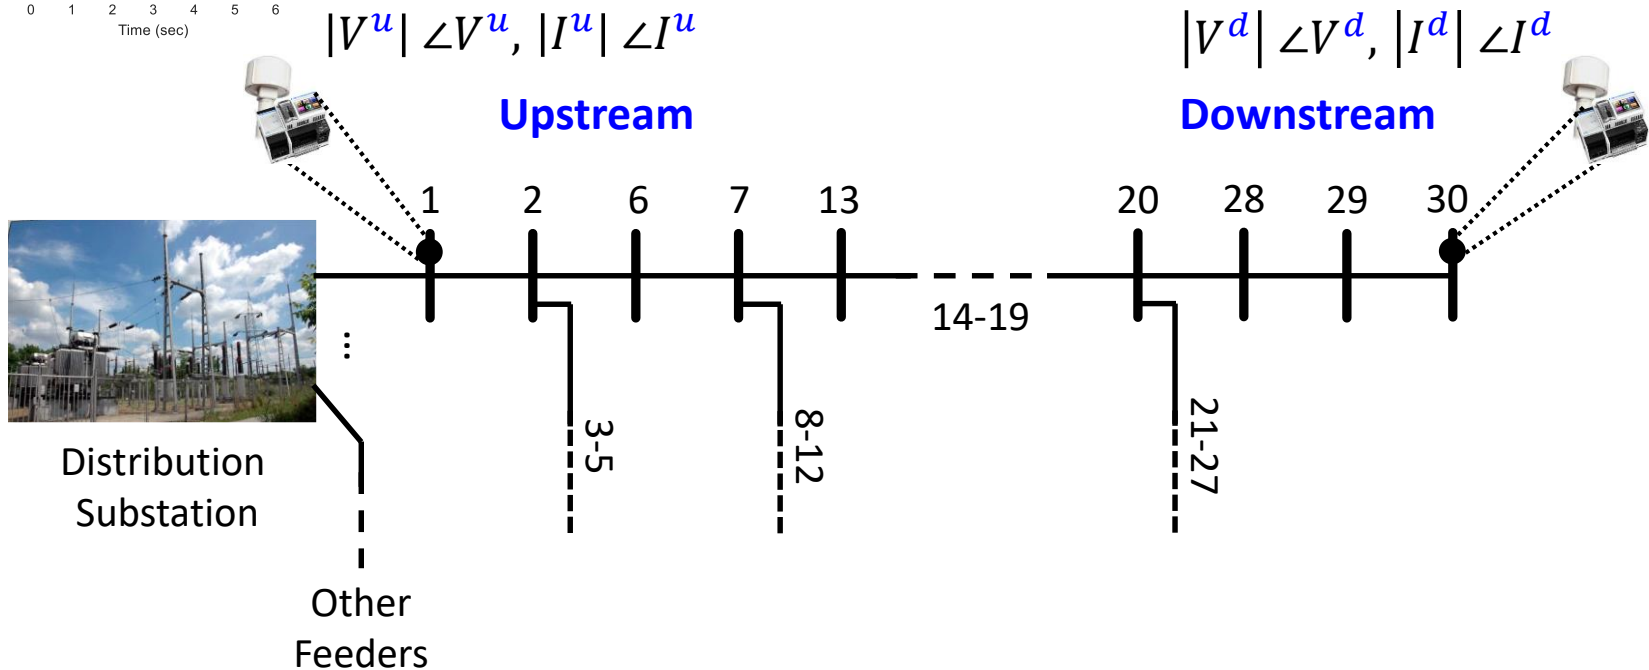 0 1 2 3 4 5 6
Time (sec)
|V^u| ∠V^u, |I^u| ∠I^u
|V^d| ∠V^d, |I^d| ∠I^d
Upstream
Downstream
1 2 6 7 13 20 28 29 30
14-19
⋮
3-5
8-12
21-27
Distribution
Substation
Other
Feeders